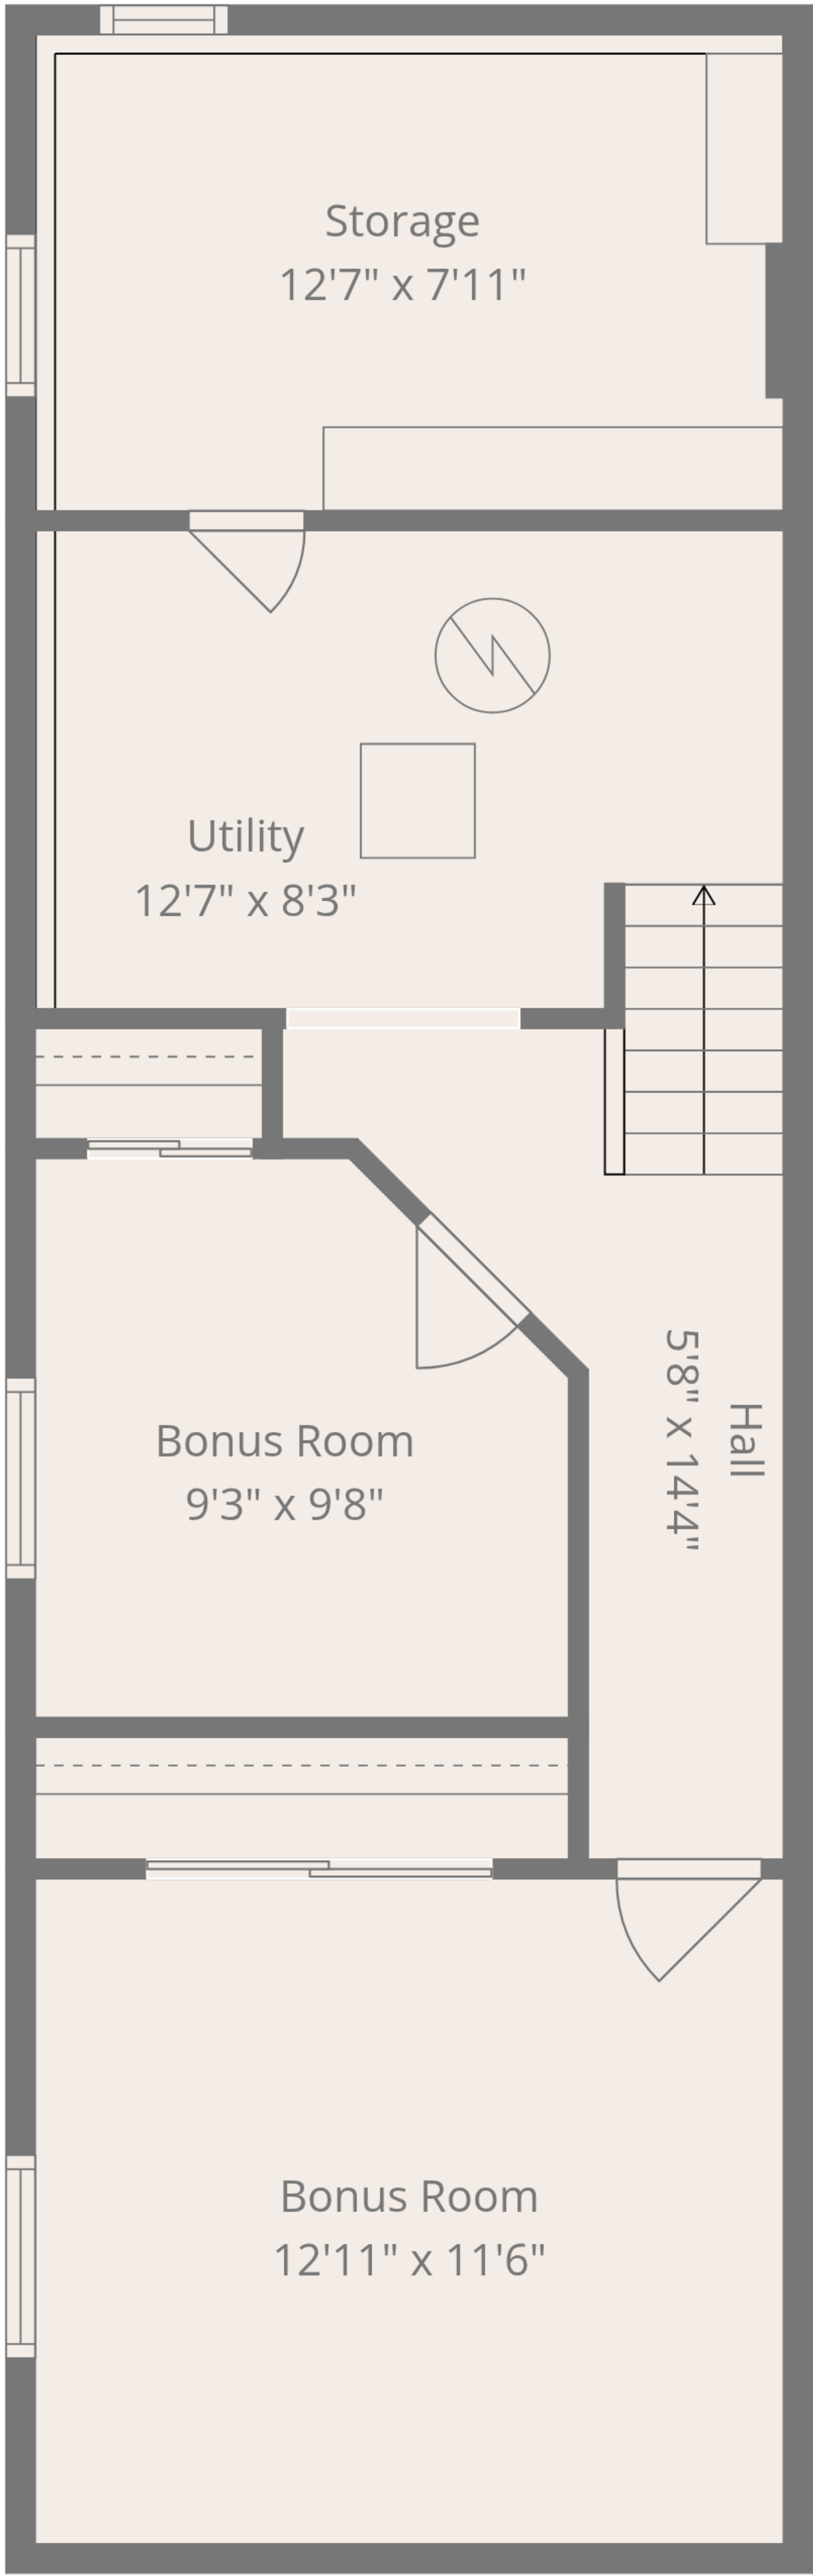 Storage
12'7" x 7'11"
Utility
12'7" x 8'3"
Hall
5'8" x 14'4"
Bonus Room
9'3" x 9'8"
Bonus Room
12'11" x 11'6"